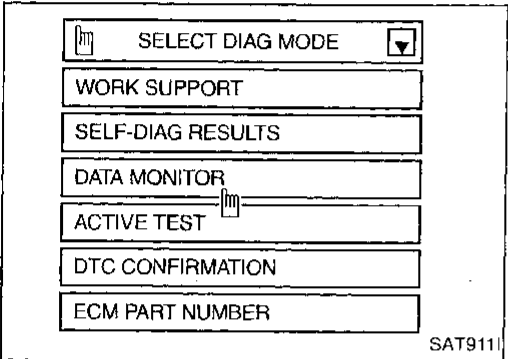 SELECT DIAG MODE
WORK SUPPORT
SELF-DIAG RESULTS
DATA MONITOR
ACTIVE TEST
DTC CONFIRMATION
ECM PART NUMBER
SAT911I